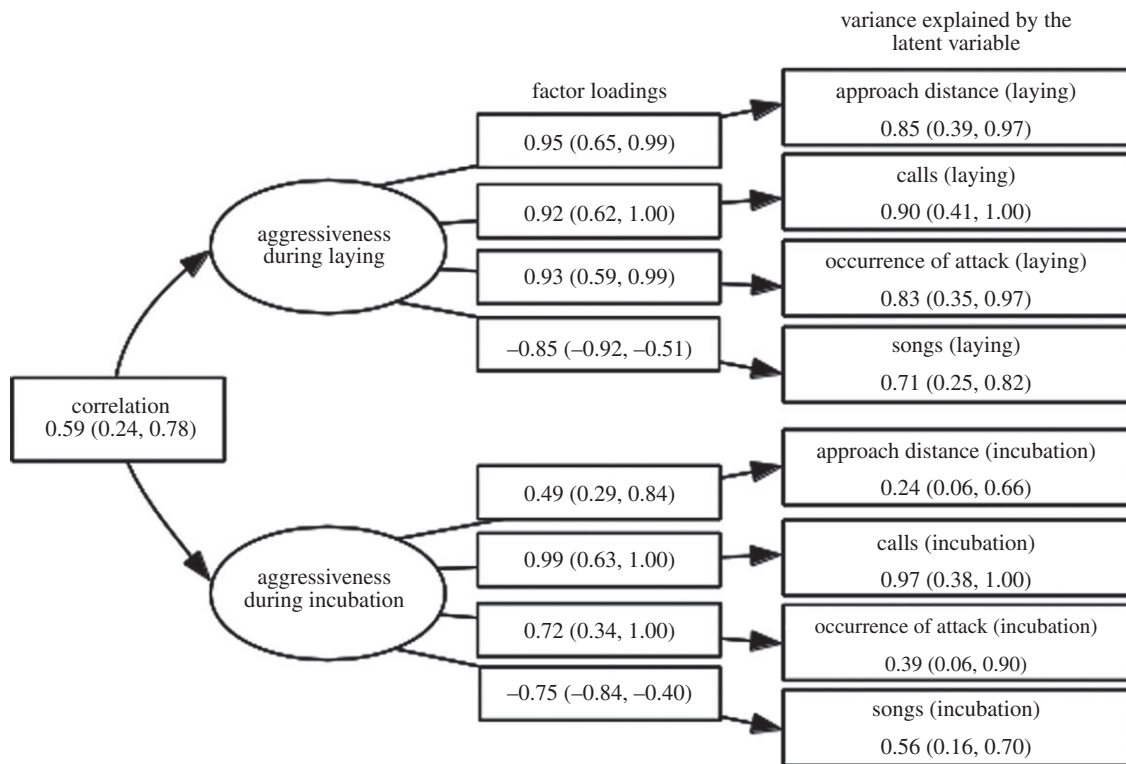 variance explained by the
latent variable
factor loadings
approach distance (laying)
0.95 (0.65, 0.99)
0.85 (0.39, 0.97)
calls (laying)
0.92 (0.62, 1.00)
0.90 (0.41, 1.00)
aggressiveness
during laying
occurrence of attack (laying)
0.93 (0.59, 0.99)
0.83 (0.35, 0.97)
songs (laying)
–0.85 (–0.92, –0.51)
0.71 (0.25, 0.82)
correlation
0.59 (0.24, 0.78)
approach distance (incubation)
0.49 (0.29, 0.84)
0.24 (0.06, 0.66)
calls (incubation)
0.99 (0.63, 1.00)
0.97 (0.38, 1.00)
aggressiveness
during incubation
occurrence of attack (incubation)
0.72 (0.34, 1.00)
0.39 (0.06, 0.90)
–0.75 (–0.84, –0.40)
songs (incubation)
0.56 (0.16, 0.70)